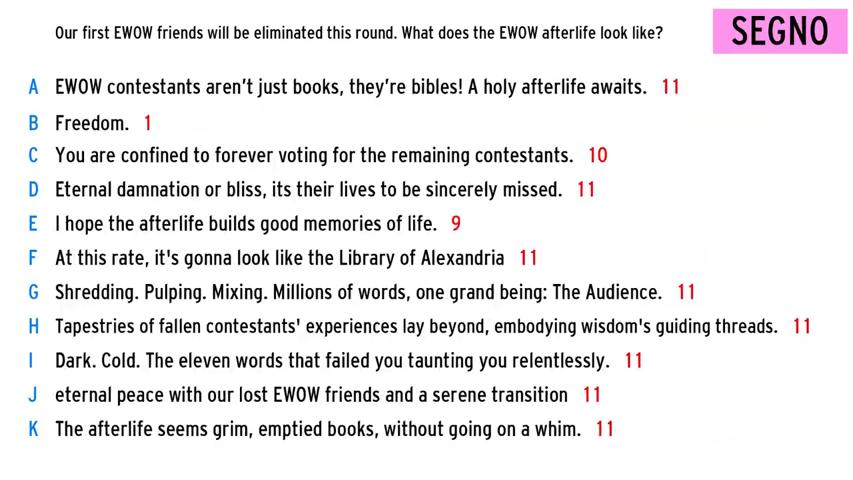 Our first EWOW friends will be eliminated this round. What does the EWOW afterlife look like?
SEGNO
A EWOW contestants aren't just books, they're bibles! A holy afterlife awaits. 11
B Freedom. 1
C You are confined to forever voting for the remaining contestants. 10
D Eternal damnation or bliss, its their lives to be sincerely missed. 11
E I hope the afterlife builds good memories of life. 9
F At this rate, it's gonna look like the Library of Alexandria 11
G Shredding. Pulping. Mixing. Millions of words, one grand being: The Audience. 11
H Tapestries of fallen contestants' experiences lay beyond, embodying wisdom's guiding threads. 11
I Dark. Cold. The eleven words that failed you taunting you relentlessly. 11
J eternal peace with our lost EWOW friends and a serene transition 11
K The afterlife seems grim, emptied books, without going on a whim. 11